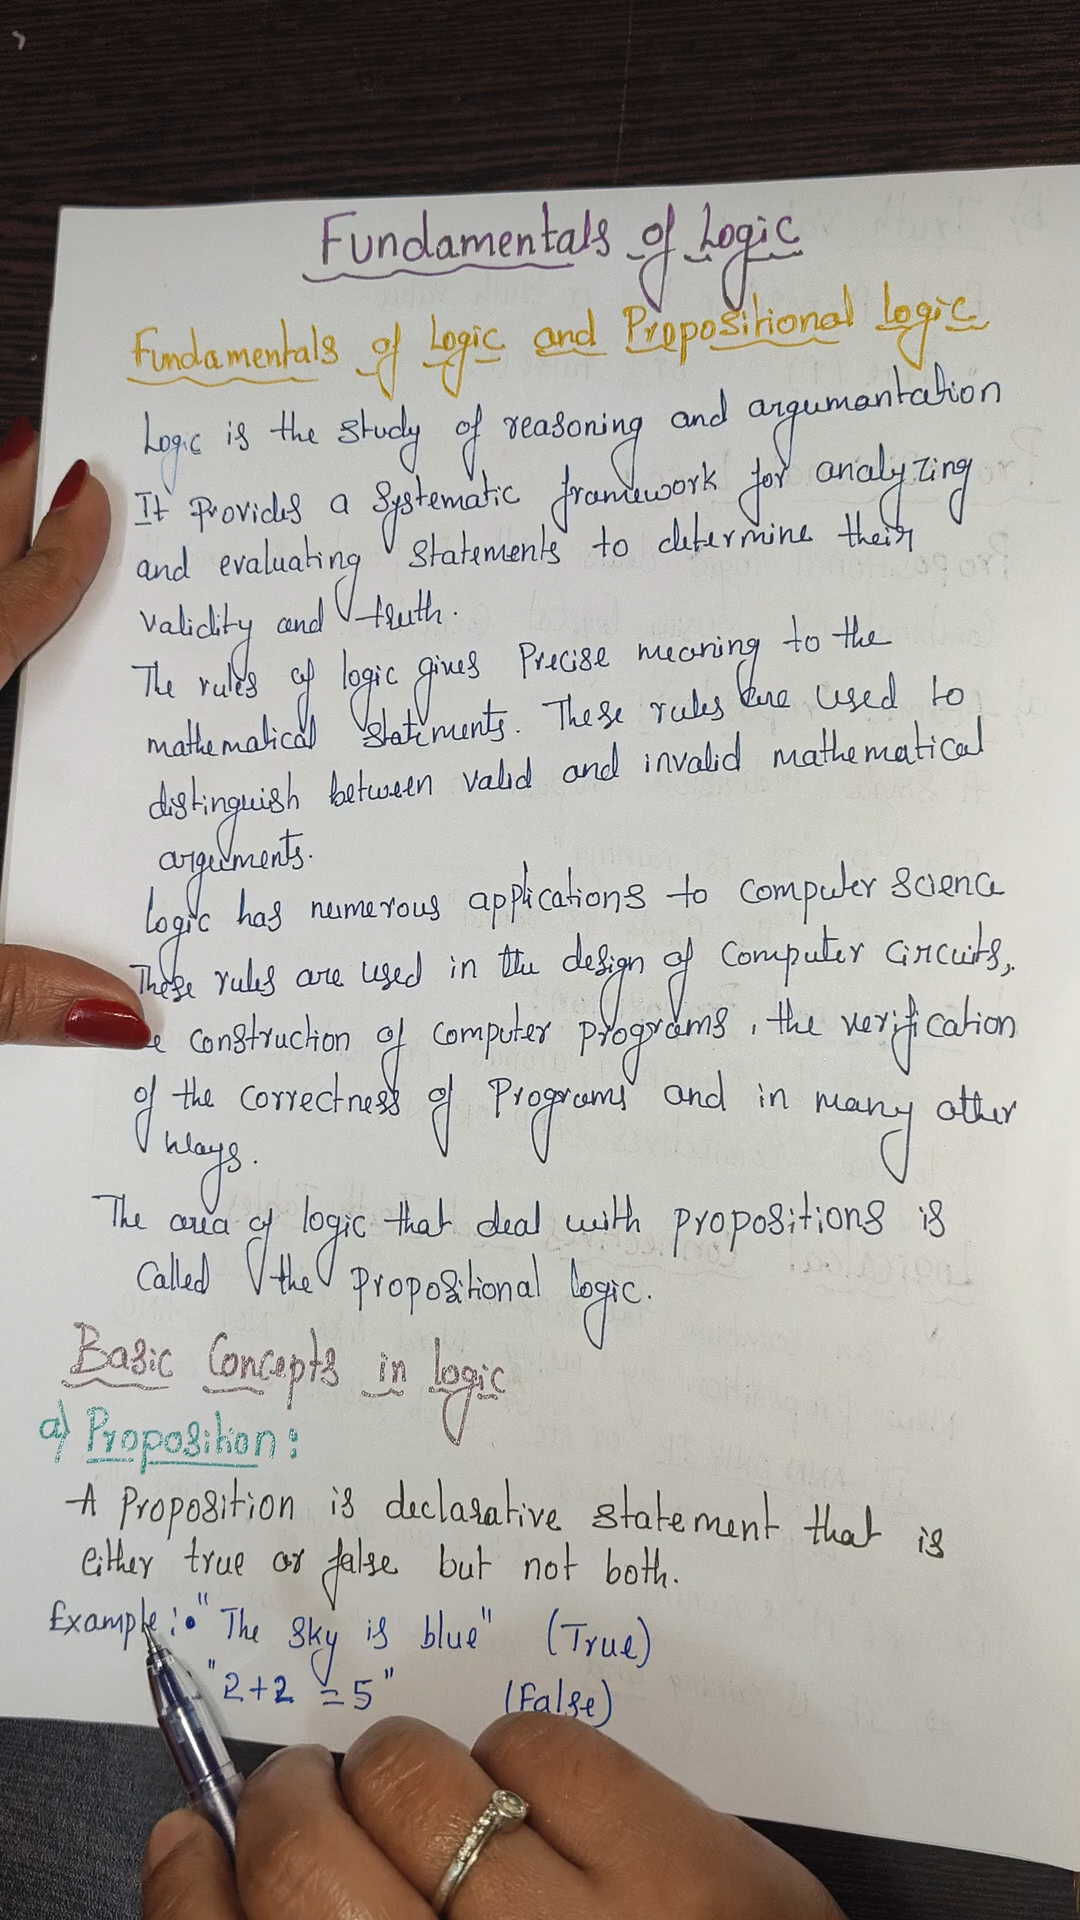 Fundamentals of Logic
Fundamentals of Logic and Propositional Logic
Logic is the study of reasoning and argumantation
It Provides a Systematic framework for analyzing
and evaluating Statements to determine their
validity and truth.
The rules of logic gives Precise meaning to the
mathematical Statements. These rules are used to
distinguish between valid and invalid mathematical
arguments.
Logic has numerous applications to Computer Science
These rules are used in the design of Computer Circuits,
e construction of computer programs, the verification
of the correctness of Programs and in many other
ways.
The area of logic that deal with propositions is
Called the Propositional logic.
Basic Concepts in logic
a) Proposition:
A Proposition is declarative statement that is
either true or false but not both.
Example: • "The Sky is blue" (True)
"2+2 = 5" (False)